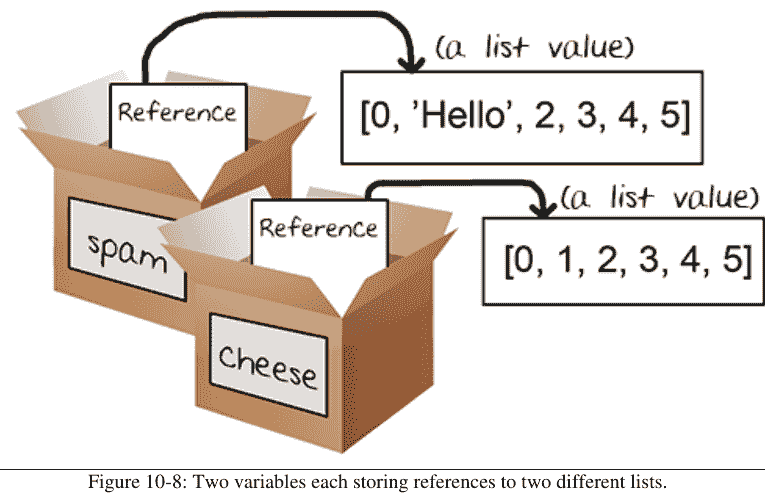 (a list value)
Reference
[0, ’Hello’, 2, 3, 4, 5]
spam
(a list value)
Reference
[0, 1, 2, 3, 4, 5]
Cheese
Figure 10-8: Two variables each storing references to two different lists.